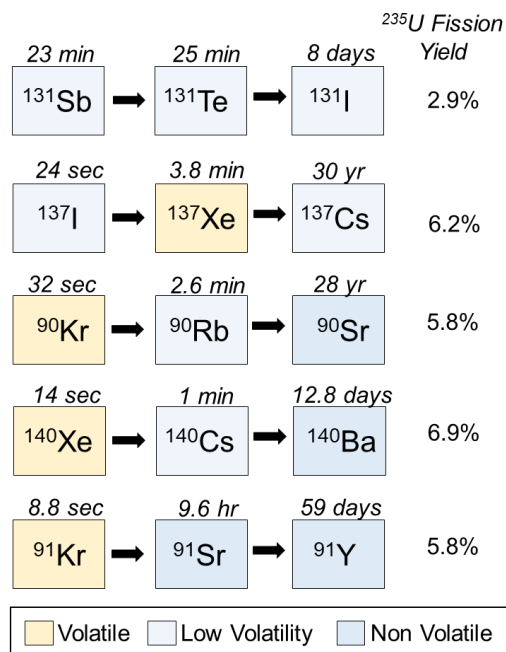 ²³⁵U Fission
Yield
23 min 25 min 8 days
¹³¹Sb ¹³¹Te ¹³¹I 2.9%
24 sec 3.8 min 30 yr
¹³⁷I ¹³⁷Xe ¹³⁷Cs 6.2%
32 sec 2.6 min 28 yr
⁹⁰Kr ⁹⁰Rb ⁹⁰Sr 5.8%
14 sec 1 min 12.8 days
¹⁴⁰Xe ¹⁴⁰Cs ¹⁴⁰Ba 6.9%
8.8 sec 9.6 hr 59 days
⁹¹Kr ⁹¹Sr ⁹¹Y 5.8%
Volatile Low Volutility Non Volatile